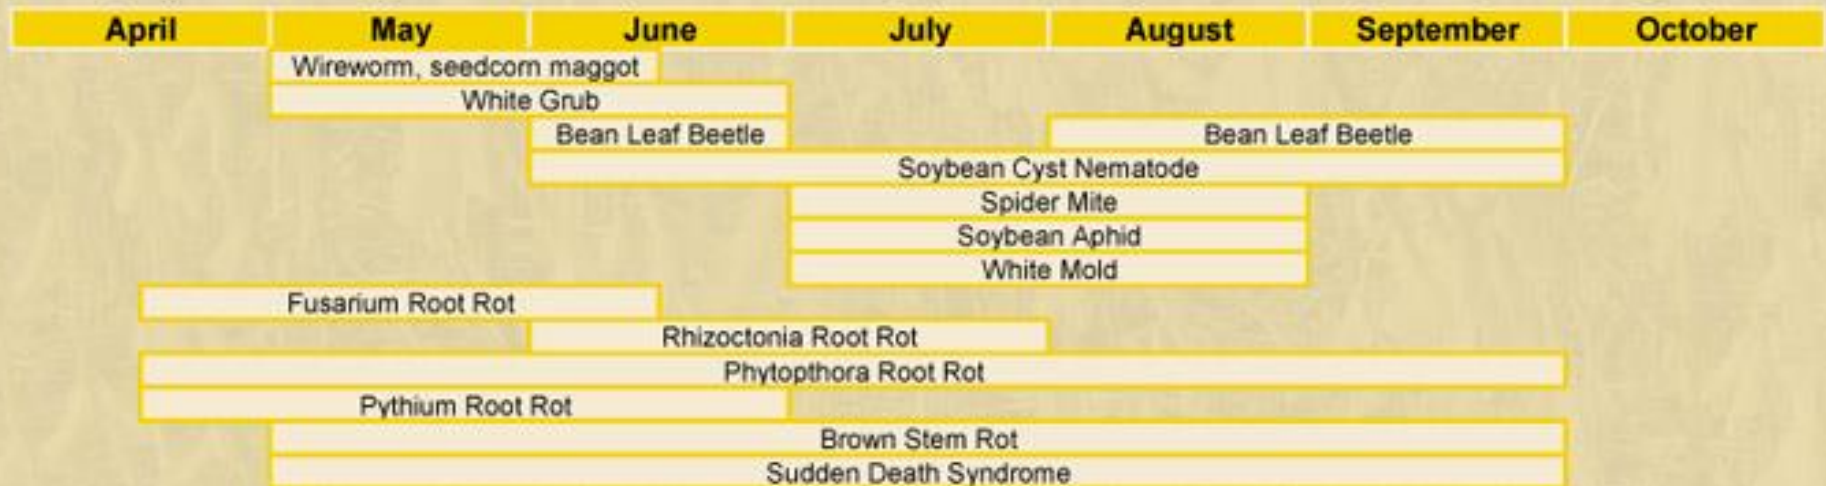 April May June July August September October
Wireworm, seedcorn maggot
White Grub
Bean Leaf Beetle Bean Leaf Beetle
Soybean Cyst Nematode
Spider Mite
Soybean Aphid
White Mold
Fusarium Root Rot
Rhizoctonia Root Rot
Phytopthora Root Rot
Pythium Root Rot
Brown Stem Rot
Sudden Death Syndrome